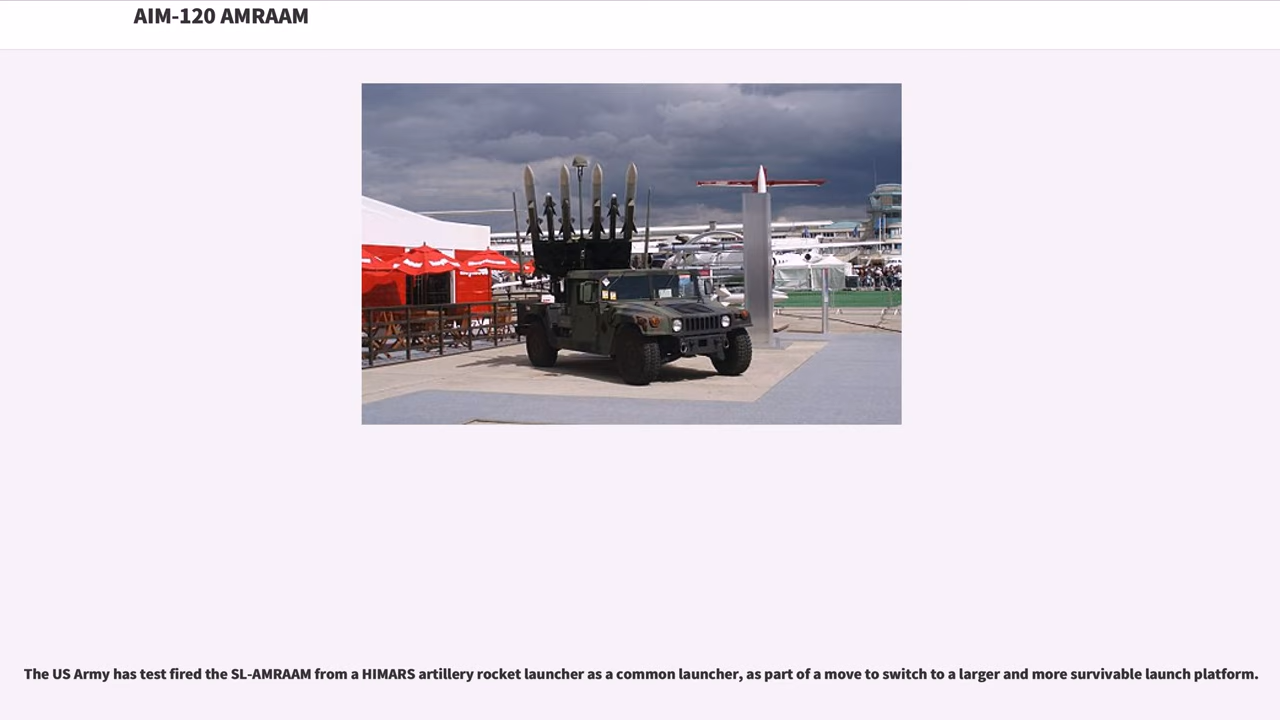 AIM-120 AMRAAM
The US Army has test fired the SL-AMRAAM from a HIMARS artillery rocket launcher as a common launcher, as part of a move to switch to a larger and more survivable launch platform.